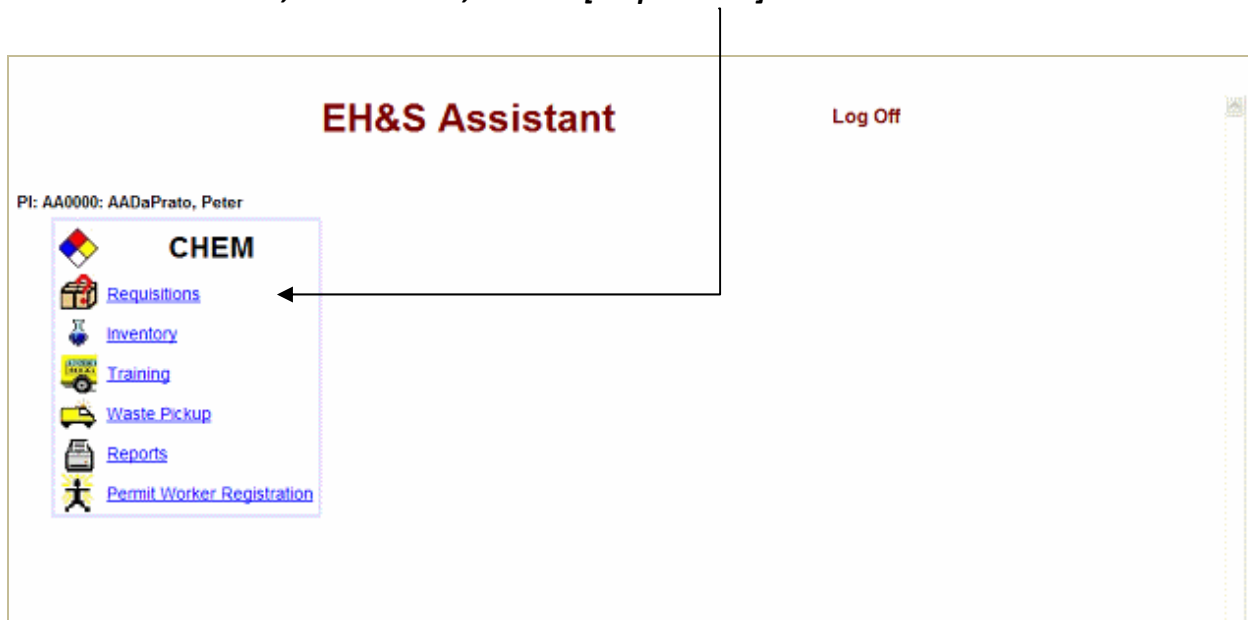 EH&S Assistant
Log Off
PI: AA0000: AADaPrato, Peter
CHEM
Requisitions
Inventory
Training
Waste Pickup
Reports
Permit Worker Registration